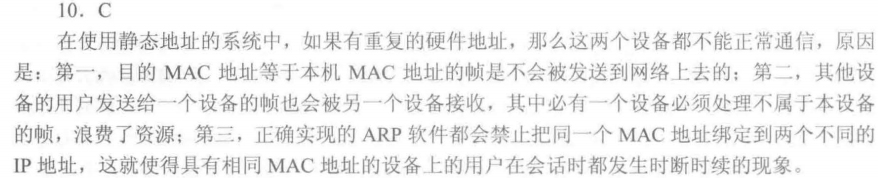 10．C
在使用静态地址的系统中，如果有重复的硬件地址，那么这两个设备都不能正常通信，原因
是：第一，目的 MAC 地址等于本机 MAC 地址的帧是不会被发送到网络上去的；第二，其他设
备的用户发送给一个设备的帧也会被另一个设备接收，其中必有一个设备必须处理不属于本设备
的帧，浪费了资源；第三，正确实现的 ARP 软件都会禁止把同一个 MAC 地址绑定到两个不同的
IP 地址，这就使得具有相同 MAC 地址的设备上的用户在会话时都发生时断时续的现象。